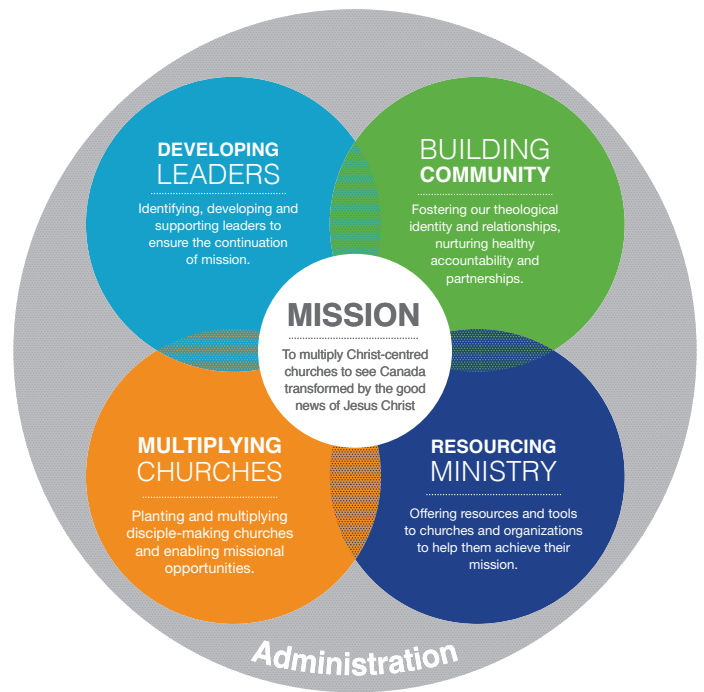 DEVELOPING
LEADERS
Identifying, developing and
supporting leaders to
ensure the continuation
of mission.
BUILDING
COMMUNITY
Fostering our theological
identity and relationships,
nurturing healthy
accountability and
partnerships.
MISSION
To multiply Christ-centred
churches to see Canada
transformed by the good
news of Jesus Christ
MULTIPLYING
CHURCHES
Planting and multiplying
disciple-making churches
and enabling missional
opportunities.
RESOURCING
MINISTRY
Offering resources and tools
to churches and organizations
to help them achieve their
mission.
Administration